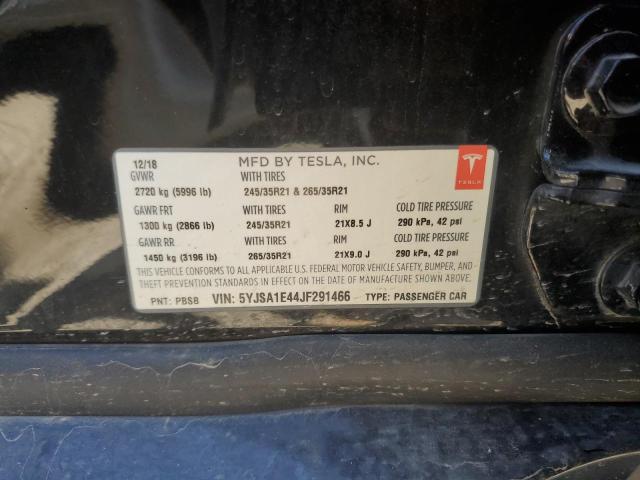 12/18 MFD BY TESLA, INC.
GVWR WITH TIRES
2720 kg (5996 lb) 245/35R21 & 265/35R21
TESLA
GAWR FRT WITH TIRES RIM COLD TIRE PRESSURE
1300 kg (2866 lb) 245/35R21 21X8.5 J 290 kPa, 42 psi
GAWR RR WITH TIRES RIM COLD TIRE PRESSURE
1450 kg (3196 lb) 265/35R21 21X9.0 J 290 kPa, 42 psi
THIS VEHICLE CONFORMS TO ALL APPLICABLE U.S. FEDERAL MOTOR VEHICLE SAFETY, BUMPER, AND
THEFT PREVENTION STANDARDS IN EFFECT ON THE DATE OF MANUFACTURE SHOWN ABOVE.
PNT: PBSB VIN: 5YJSA1E44JF291466 TYPE: PASSENGER CAR